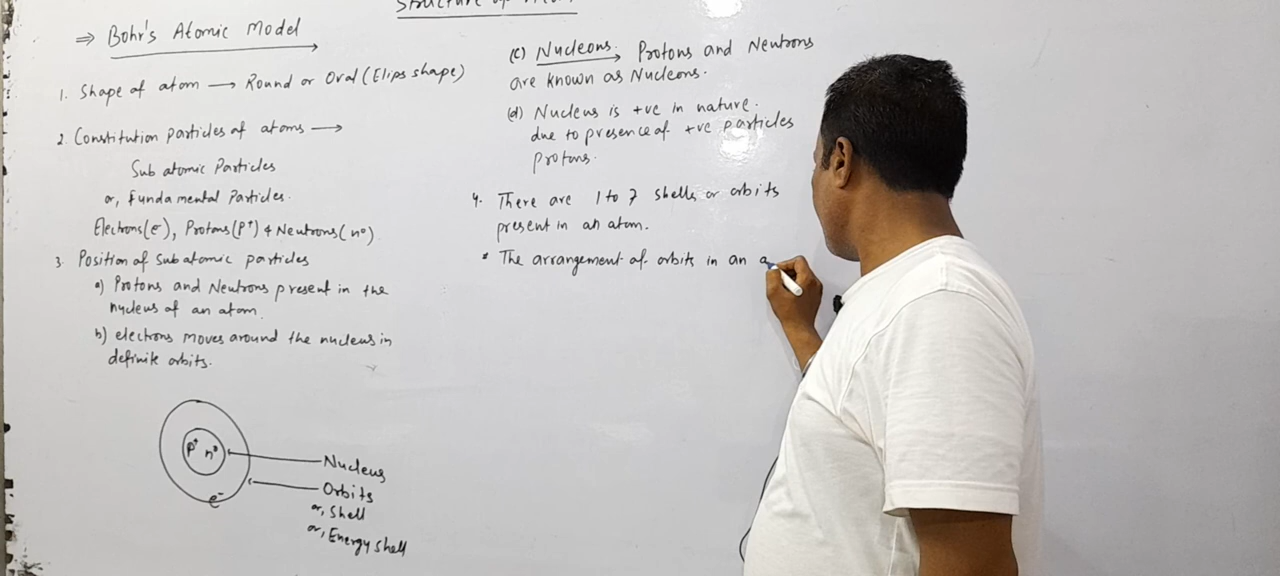 Structure of Atom
⇒ Bohr's Atomic Model
1. Shape of atom → Round or Oval (Elips shape)
2. Constitution particles of atoms →
Sub atomic Particles
or, fundamental Particles.
Electrons(e⁻), Protons(p⁺) & Neutrons(n⁰)
3. Position of Sub atomic particles
a) Protons and Neutrons present in the
nucleus of an atom.
b) electrons moves around the nucleus in
definite orbits.
p⁺ n⁰
e⁻
Nucleus
Orbits
or, Shell
or, Energy shell
(c) Nucleons. → Protons and Neutrons
are known as Nucleons.
(d) Nucleus is +ve in nature.
due to presence of +ve particles
protons.
4. There are 1 to 7 shells or orbits
present in an atom.
* The arrangement of orbits in an a